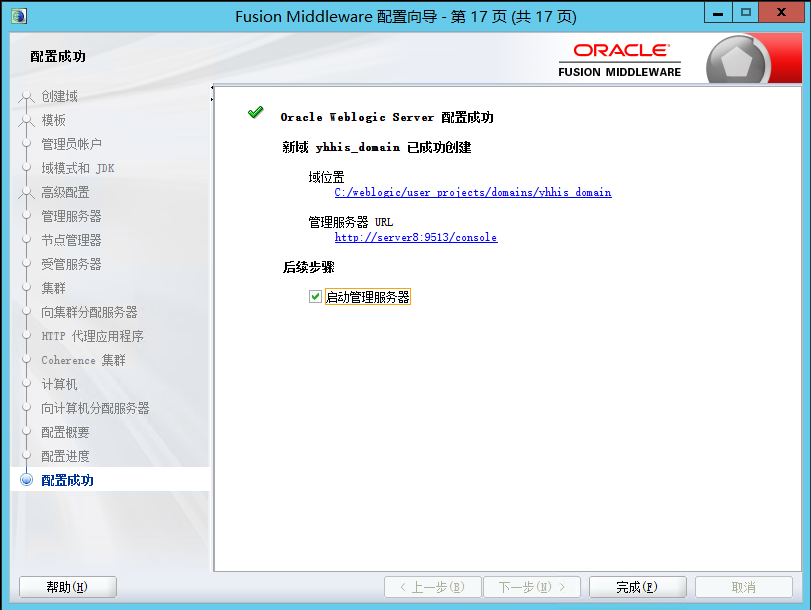 Fusion Middleware 配置向导 - 第 17 页 (共 17 页)
配置成功
ORACLE
FUSION MIDDLEWARE
创建域
模板
管理员帐户
域模式和 JDK
高级配置
管理服务器
节点管理器
受管服务器
集群
向集群分配服务器
HTTP 代理应用程序
Coherence 集群
计算机
向计算机分配服务器
配置概要
配置进度
配置成功
Oracle Weblogic Server 配置成功
新域 yhhis_domain 已成功创建
域位置
C:/weblogic/user_projects/domains/yhhis_domain
管理服务器 URL
http://server8:9513/console
后续步骤
启动管理服务器
帮助(H)
< 上一步(B)
下一步(N) >
完成(F)
取消